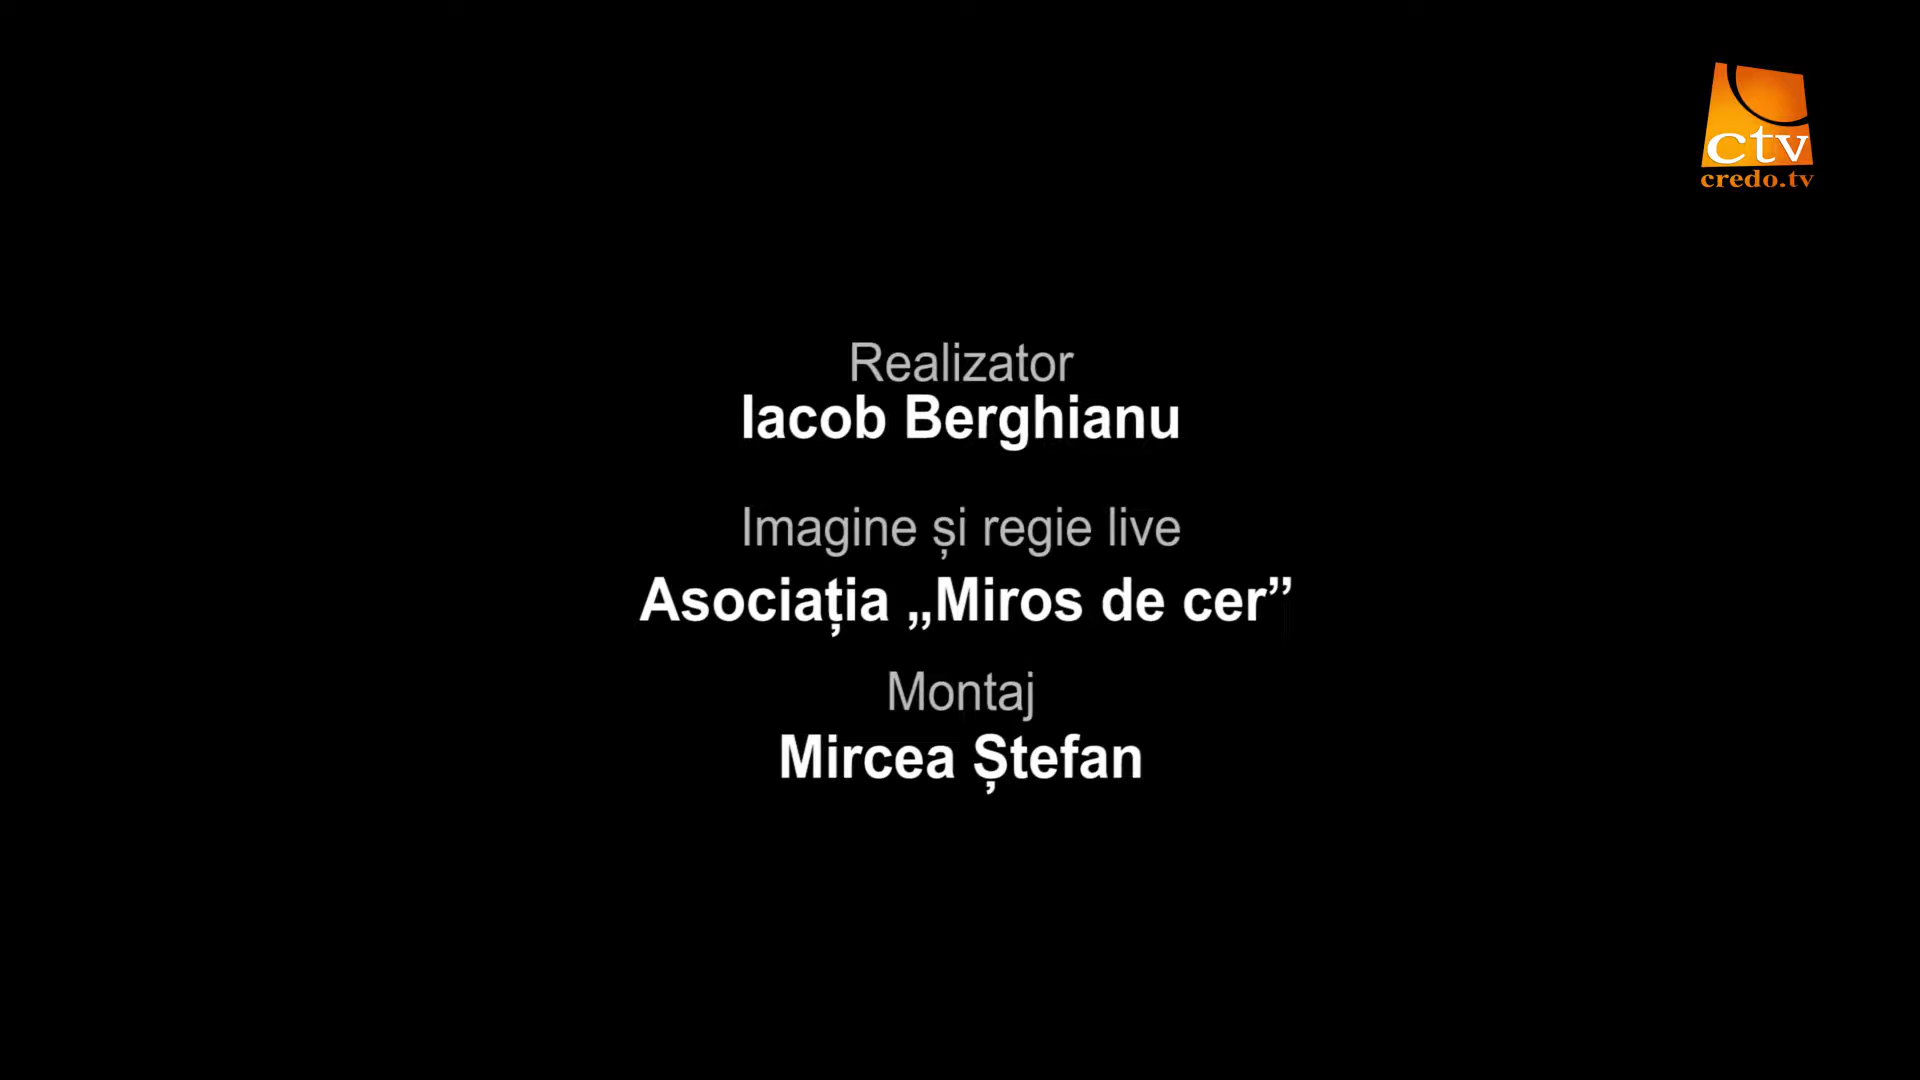 ctv
credo.tv
Realizator
Iacob Berghianu
Imagine și regie live
Asociația „Miros de cer”
Montaj
Mircea Ștefan